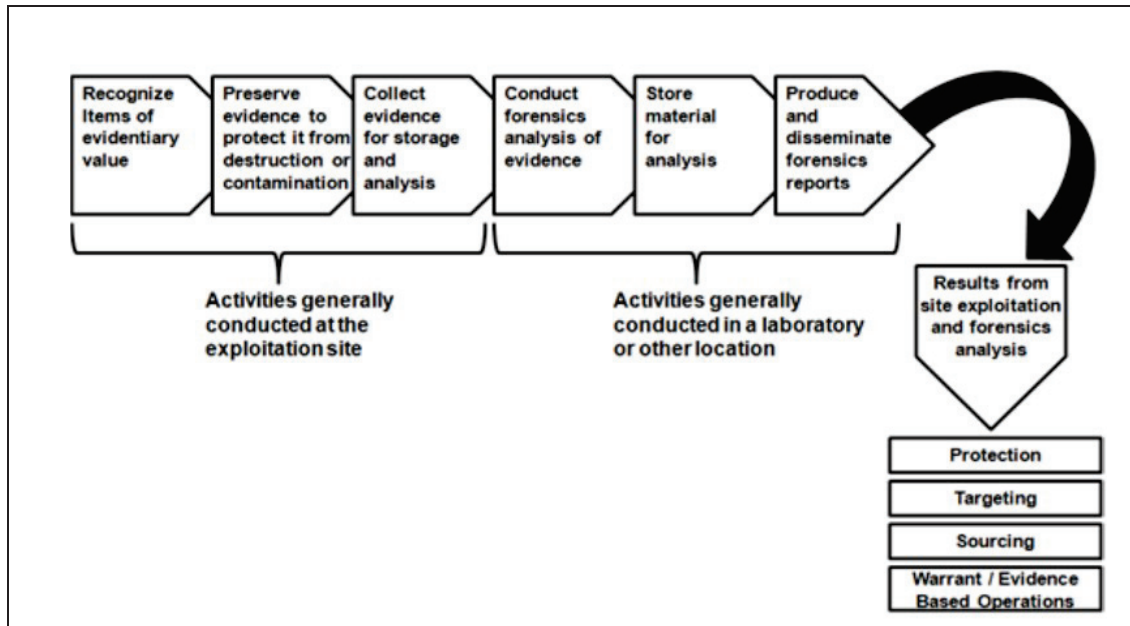 Recognize
Items of
evidentiary
value
Preserve
evidence to
protect it from
destruction or
contamination
Collect
evidence
for storage
and
analysis
Conduct
forensics
analysis of
evidence
Store
material
for
analysis
Produce
and
disseminate
forensics
reports
Activities generally
conducted at the
exploitation site
Activities generally
conducted in a laboratory
or other location
Results from
site exploitation
and forensics
analysis
Protection
Targeting
Sourcing
Warrant / Evidence
Based Operations